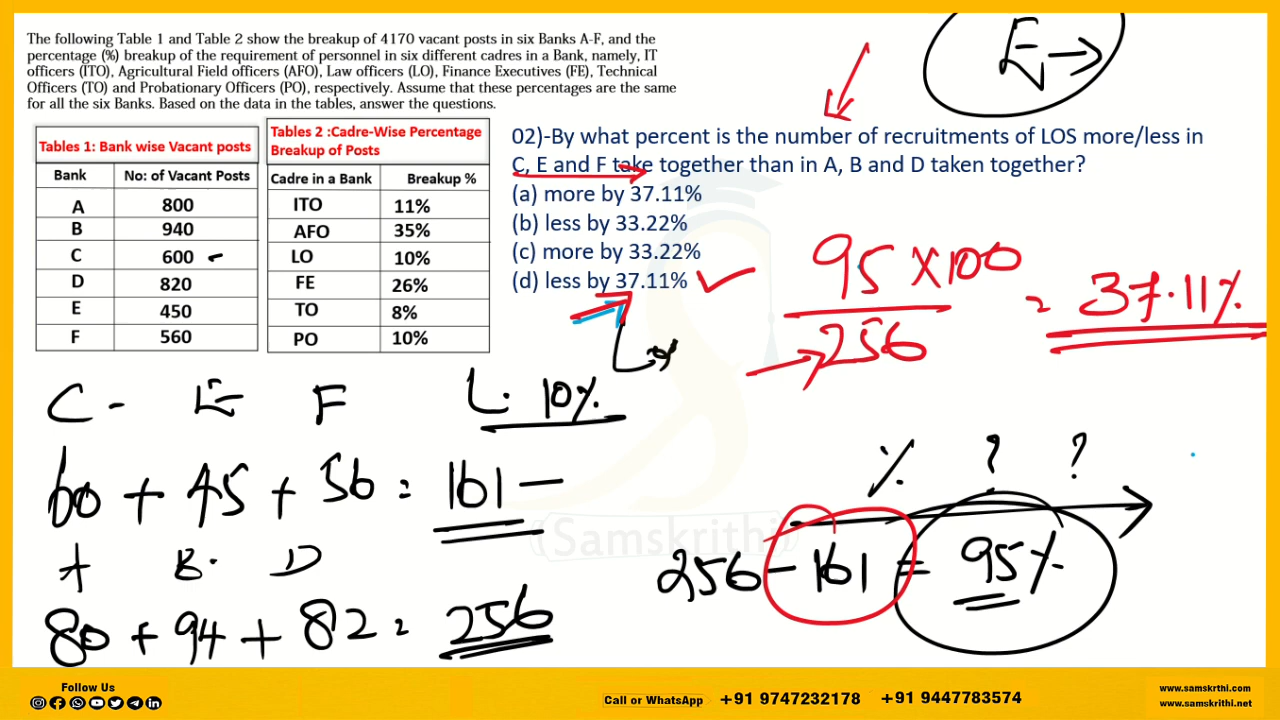 The following Table 1 and Table 2 show the breakup of 4170 vacant posts in six Banks A-F, and the
percentage (%) breakup of the requirement of personnel in six different cadres in a Bank, namely, IT
officers (ITO), Agricultural Field officers (AFO), Law officers (LO), Finance Executives (FE), Technical
Officers (TO) and Probationary Officers (PO), respectively. Assume that these percentages are the same
for all the six Banks. Based on the data in the tables, answer the questions.
E
Tables 1: Bank wise Vacant posts
Bank No: of Vacant Posts
A 800
B 940
C 600
D 820
E 450
F 560
Tables 2 :Cadre-Wise Percentage
Breakup of Posts
Cadre in a Bank Breakup %
ITO 11%
AFO 35%
LO 10%
FE 26%
TO 8%
PO 10%
02)-By what percent is the number of recruitments of LOS more/less in
C, E and F take together than in A, B and D taken together?
(a) more by 37.11%
(b) less by 33.22%
(c) more by 33.22%
(d) less by 37.11%
95 X 100
256
= 37.11%
C - E F L. 10%
60 + 45 + 56 = 161 -
A B. D
80 + 94 + 82 = 256
% ? ?
256 - 161 = 95%
Samskrithi
Follow Us
Call or WhatsApp +91 9747232178 +91 9447783574
www.samskrthi.com
www.samskrithi.net